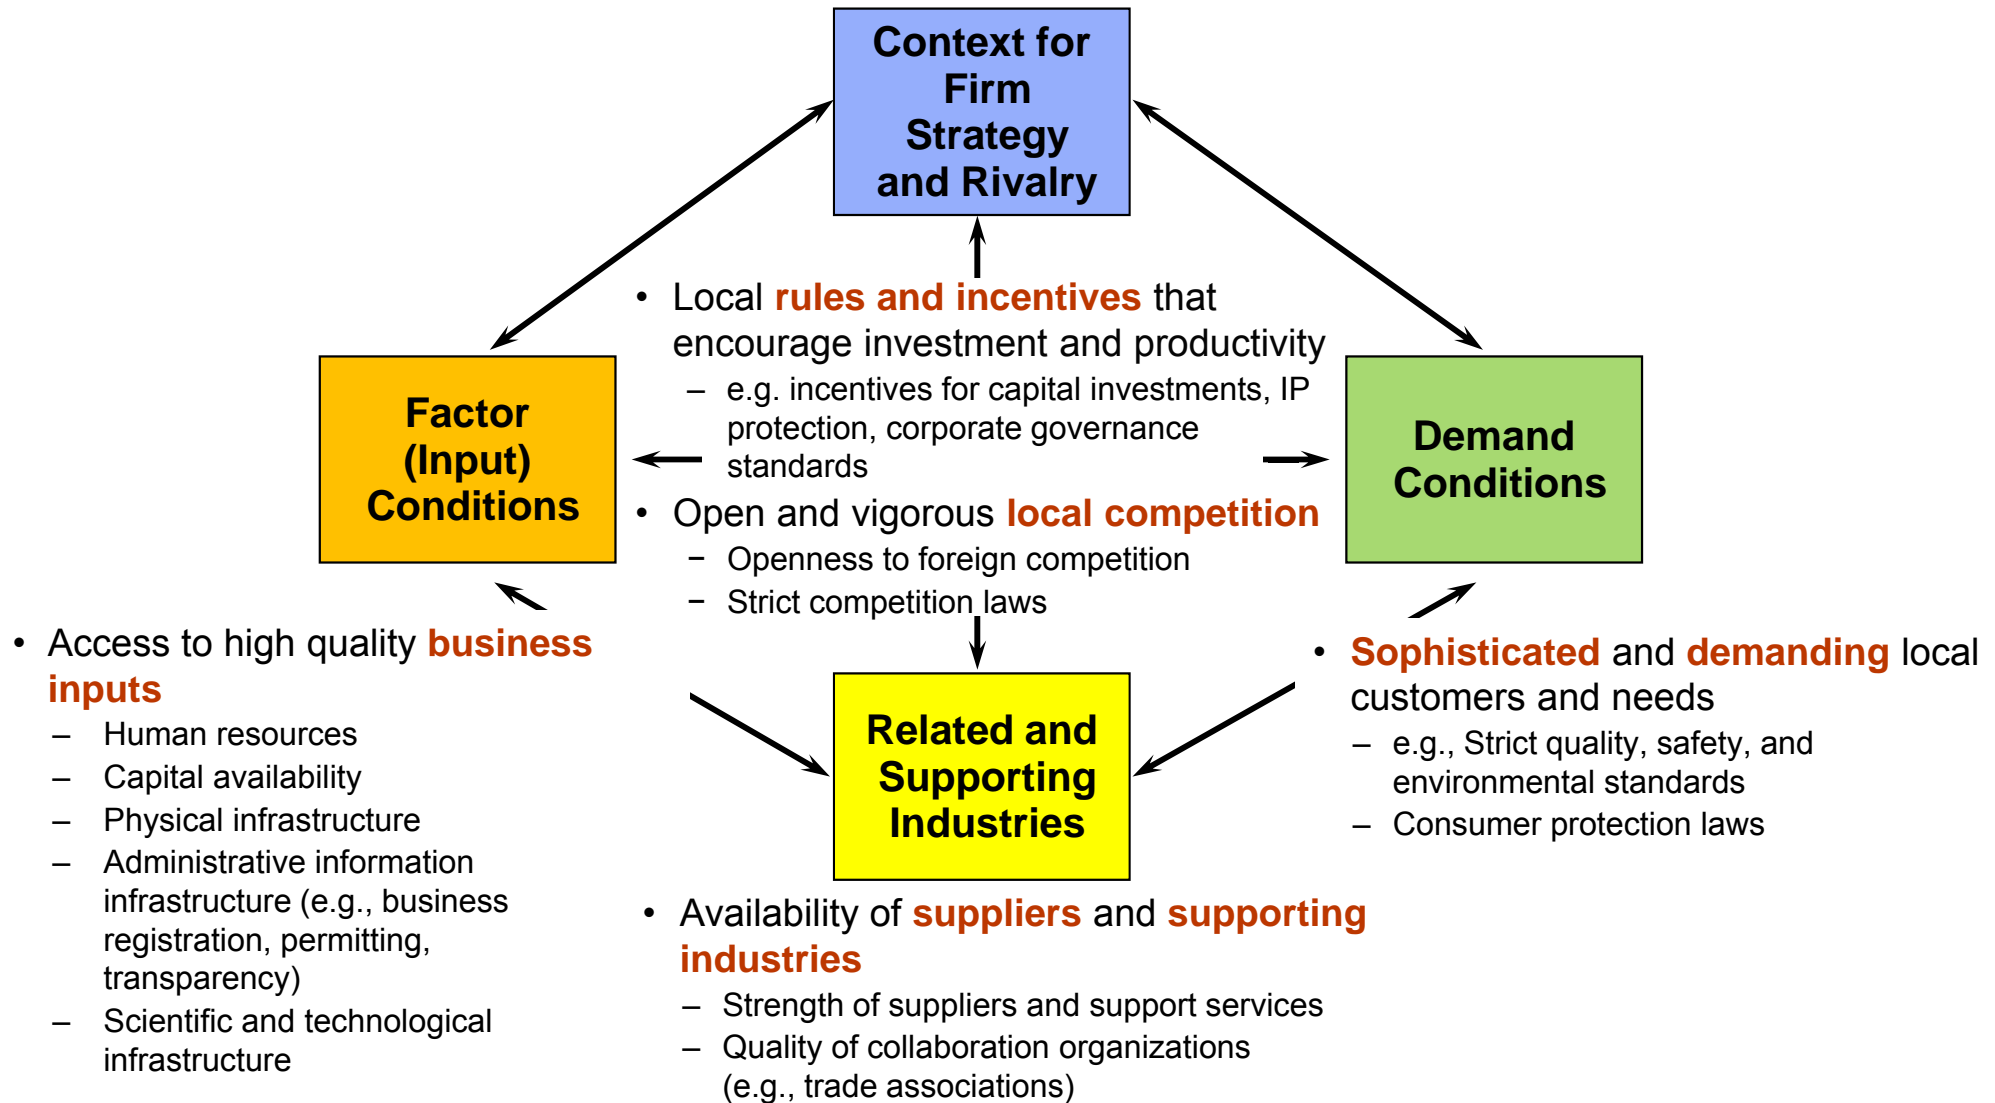 Context for
Firm
Strategy
and Rivalry
• Local rules and incentives that
encourage investment and productivity
– e.g. incentives for capital investments, IP
protection, corporate governance
standards
• Open and vigorous local competition
− Openness to foreign competition
− Strict competition laws
Factor
(Input)
Conditions
Demand
Conditions
• Access to high quality business
inputs
– Human resources
– Capital availability
– Physical infrastructure
– Administrative information
infrastructure (e.g., business
registration, permitting,
transparency)
– Scientific and technological
infrastructure
Related and
Supporting
Industries
• Availability of suppliers and supporting
industries
– Strength of suppliers and support services
– Quality of collaboration organizations
(e.g., trade associations)
• Sophisticated and demanding local
customers and needs
– e.g., Strict quality, safety, and
environmental standards
– Consumer protection laws